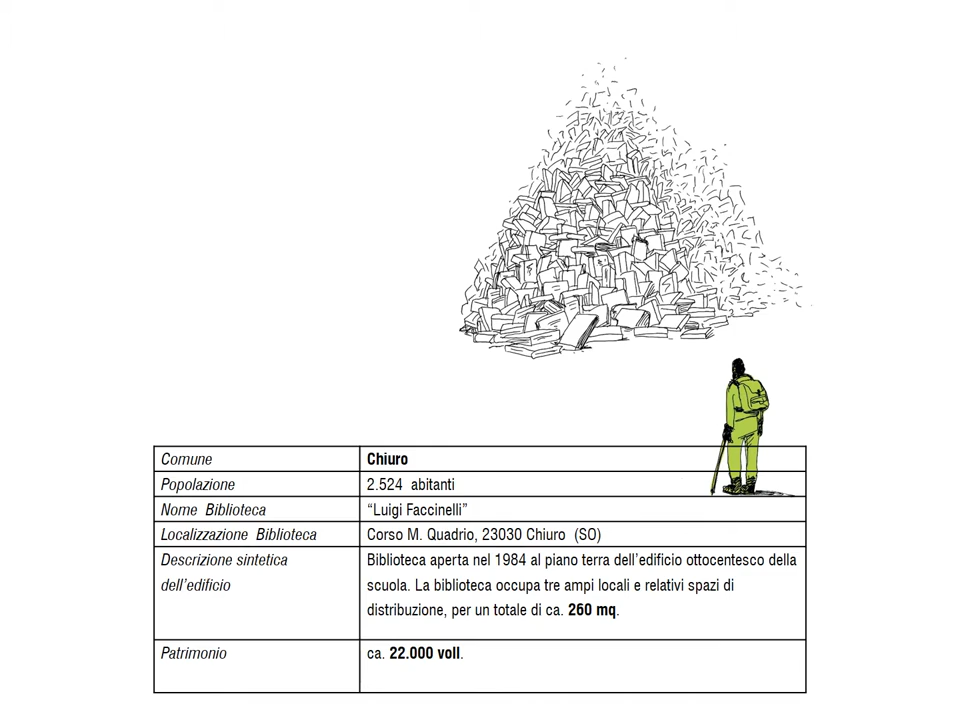 Comune Chiuro
Popolazione 2.524 abitanti
Nome Biblioteca “Luigi Faccinelli”
Localizzazione Biblioteca Corso M. Quadrio, 23030 Chiuro (SO)
Descrizione sintetica Biblioteca aperta nel 1984 al piano terra dell’edificio ottocentesco della
dell’edificio scuola. La biblioteca occupa tre ampi locali e relativi spazi di
distribuzione, per un totale di ca. 260 mq.
Patrimonio ca. 22.000 voll.